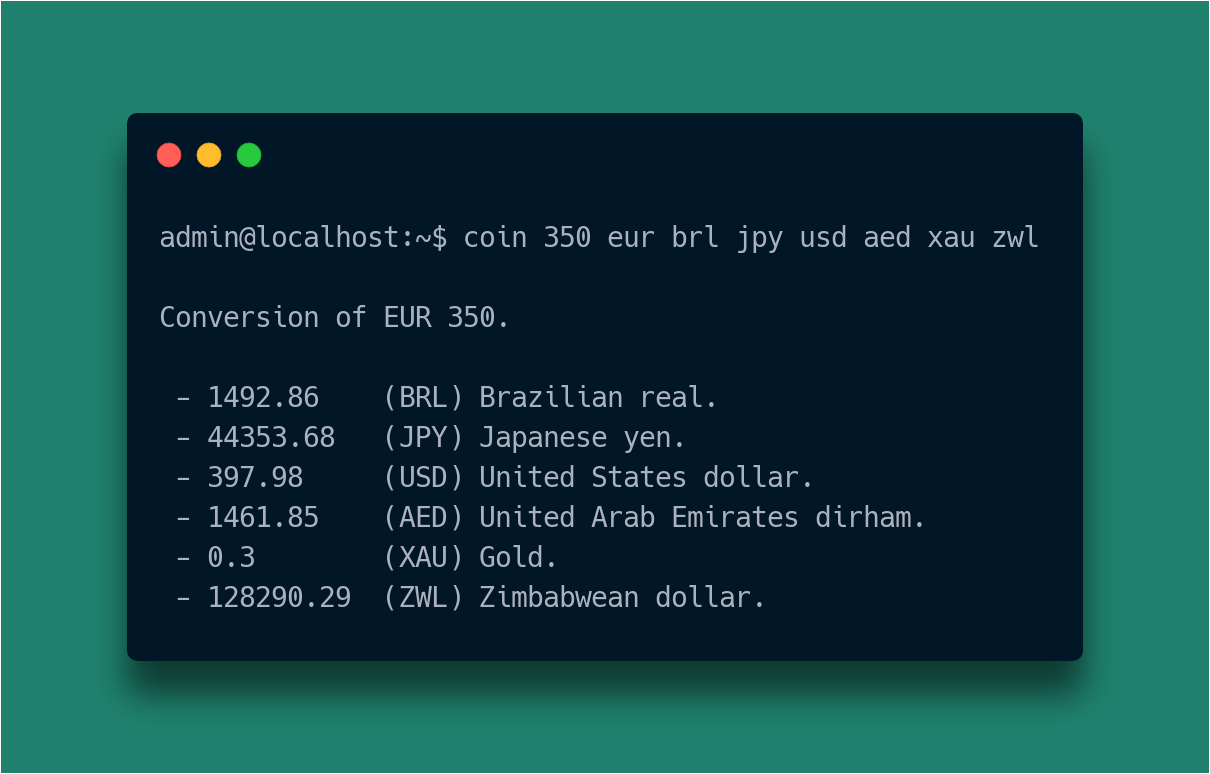 admin@localhost:~$ coin 350 eur brl jpy usd aed xau zwl
Conversion of EUR 350.
- 1492.86    (BRL) Brazilian real.
- 44353.68   (JPY) Japanese yen.
- 397.98     (USD) United States dollar.
- 1461.85    (AED) United Arab Emirates dirham.
- 0.3        (XAU) Gold.
- 128290.29  (ZWL) Zimbabwean dollar.